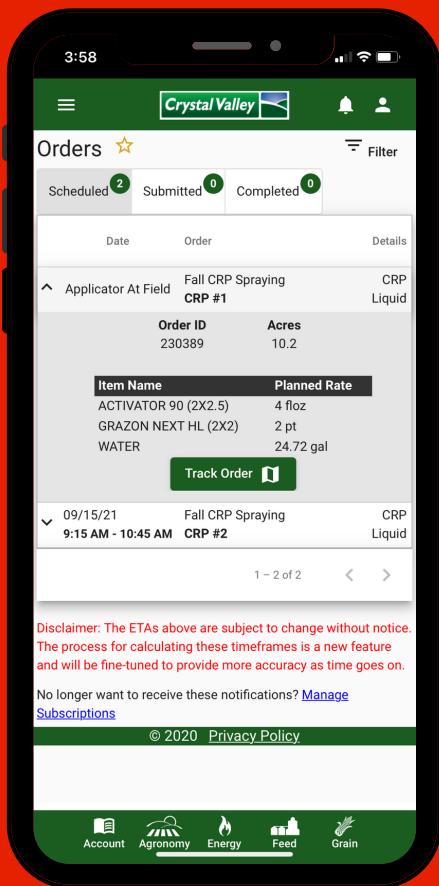 3:58
Crystal Valley
Orders
Filter
Scheduled 2 Submitted 0 Completed 0
Date Order Details
Applicator At Field Fall CRP Spraying CRP
CRP #1 Liquid
Order ID Acres
230389 10.2
Item Name Planned Rate
ACTIVATOR 90 (2X2.5) 4 floz
GRAZON NEXT HL (2X2) 2 pt
WATER 24.72 gal
Track Order
09/15/21 Fall CRP Spraying CRP
9:15 AM - 10:45 AM CRP #2 Liquid
1 – 2 of 2
Disclaimer: The ETAs above are subject to change without notice.
The process for calculating these timeframes is a new feature
and will be fine-tuned to provide more accuracy as time goes on.
No longer want to receive these notifications? Manage
Subscriptions
© 2020 Privacy Policy
Account Agronomy Energy Feed Grain